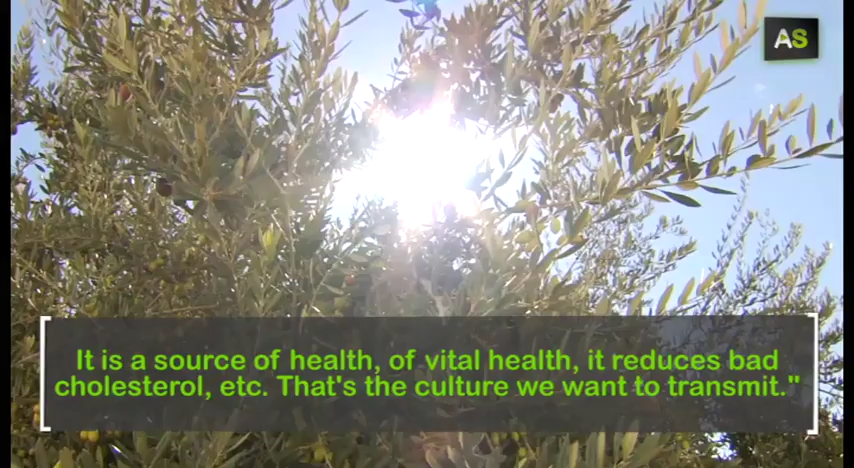 AS
It is a source of health, of vital health, it reduces bad
cholesterol, etc. That's the culture we want to transmit."